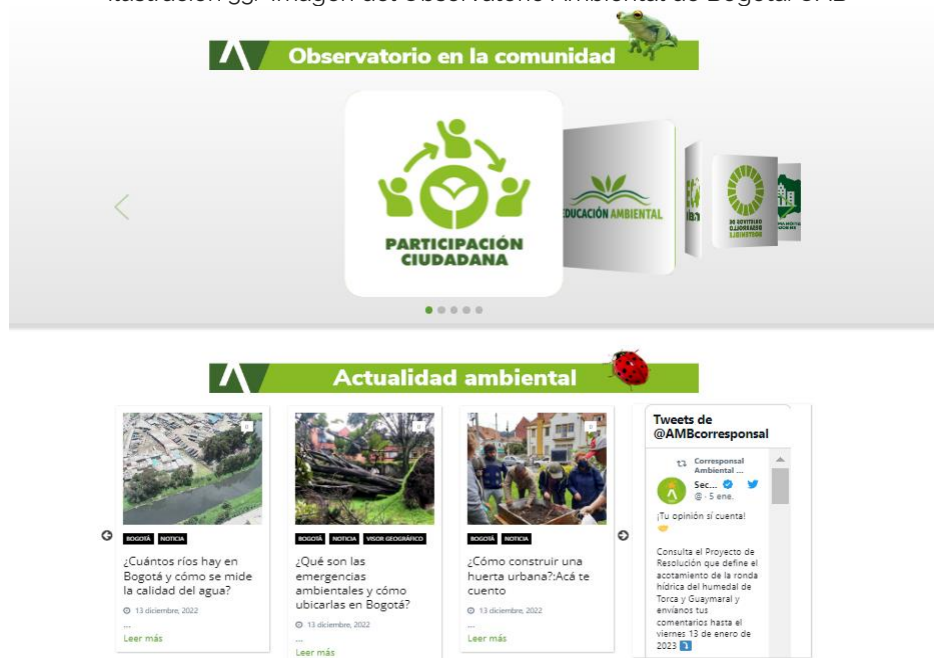 Ilustración 33. Imagen del Observatorio Ambiental de Bogotá. OAB
Observatorio en la comunidad
PARTICIPACIÓN
CIUDADANA
EDUCACIÓN AMBIENTAL
Actualidad ambiental
0
BOGOTÁ NOTICIA
¿Cuántos ríos hay en
Bogotá y cómo se mide
la calidad del agua?
13 diciembre, 2022
...
Leer más
0
BOGOTÁ NOTICIA VISOR GEOGRÁFICO
¿Qué son las
emergencias
ambientales y cómo
ubicarlas en Bogotá?
13 diciembre, 2022
...
Leer más
0
BOGOTÁ NOTICIA
¿Cómo construir una
huerta urbana?:Acá te
cuento
13 diciembre, 2022
...
Leer más
Tweets de
@AMBcorresponsal
Corresponsal
Ambiental ...
Sec...
@ · 5 ene.
¡Tu opinión sí cuenta!
Consulta el Proyecto de
Resolución que define el
acotamiento de la ronda
hídrica del humedal de
Torca y Guaymaral y
envíanos tus
comentarios hasta el
viernes 13 de enero de
2023